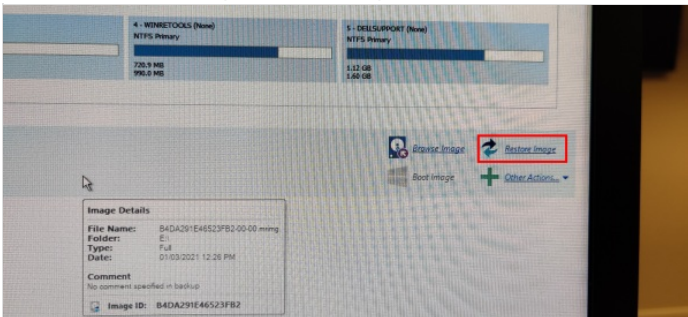 4 - WINRETOOLS (None)
NTFS Primary
720.9 MB
990.0 MB
5 - DELLSUPPORT (None)
NTFS Primary
1.12 GB
1.60 GB
Browse Image
Restore Image
Boot Image
Other Actions...
Image Details
File Name: B4DA291E46523FB2-00-00.mrimg
Folder: E:\
Type: Full
Date: 01/03/2021 12:26 PM
Comment
No comment specified in backup
Image ID: B4DA291E46523FB2